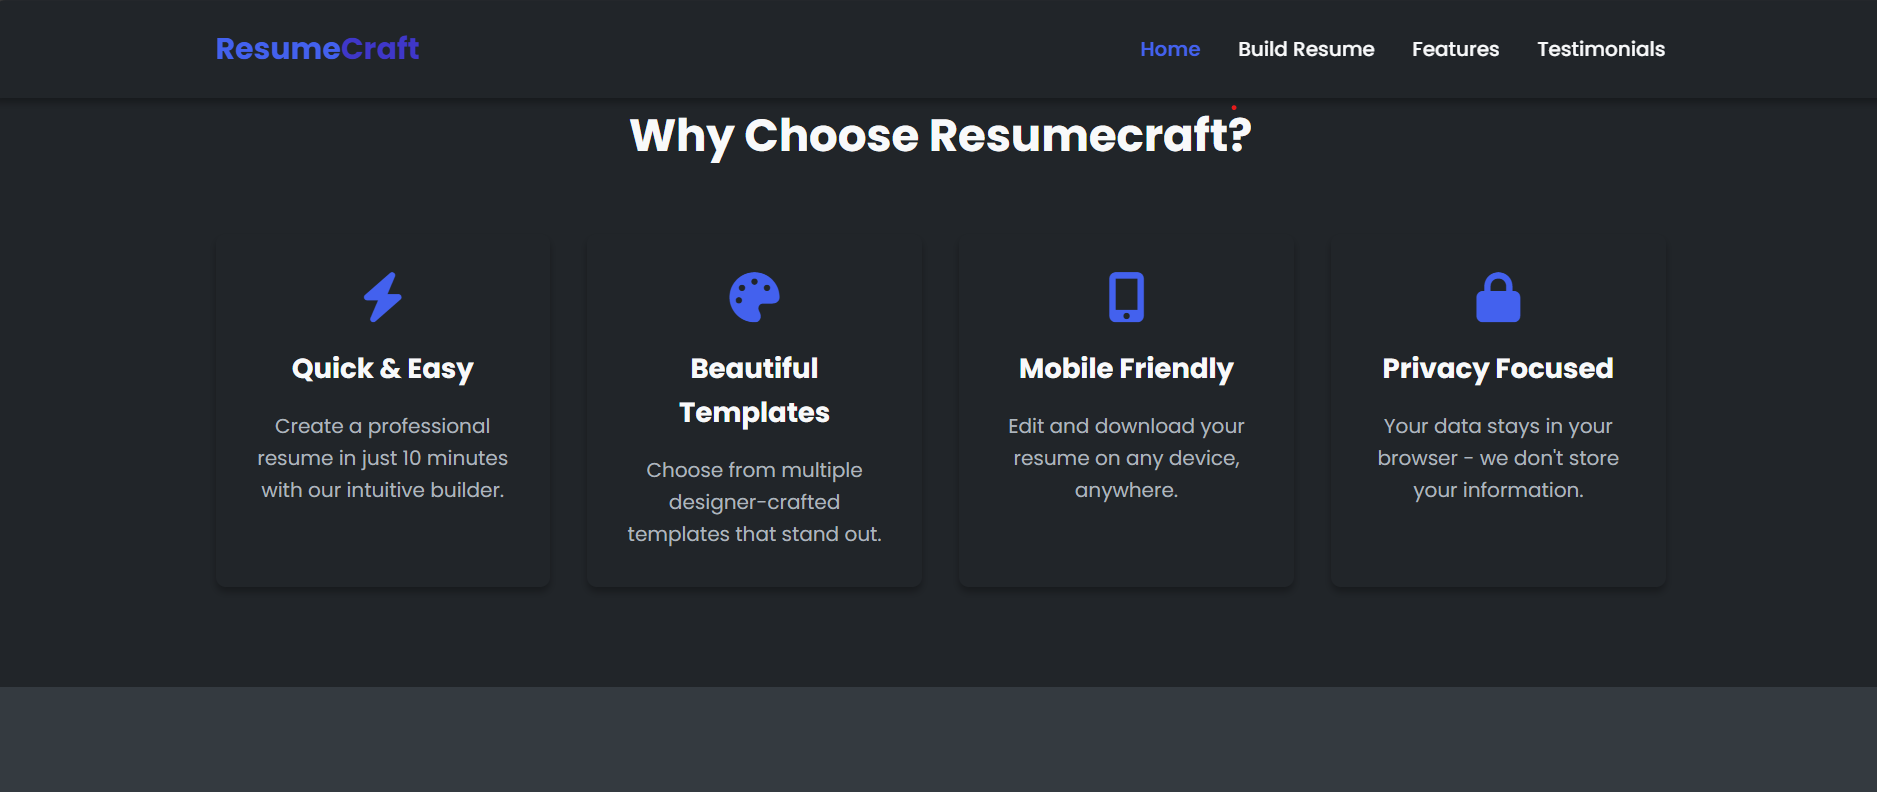 ResumeCraft
Home Build Resume Features Testimonials
Why Choose Resumecraft?
Quick & Easy
Create a professional
resume in just 10 minutes
with our intuitive builder.
Beautiful
Templates
Choose from multiple
designer-crafted
templates that stand out.
Mobile Friendly
Edit and download your
resume on any device,
anywhere.
Privacy Focused
Your data stays in your
browser - we don't store
your information.